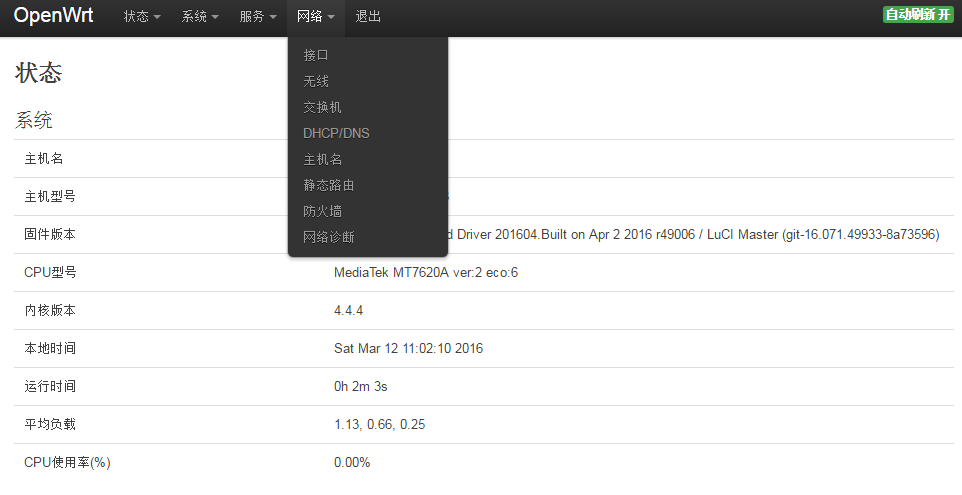 OpenWrt 状态 系统 服务 网络 退出 自动刷新 开
接口
无线
交换机
DHCP/DNS
主机名
静态路由
防火墙
网络诊断
状态
系统
主机名
主机型号
固件版本 d Driver 201604.Built on Apr 2 2016 r49006 / LuCI Master (git-16.071.49933-8a73596)
CPU型号 MediaTek MT7620A ver:2 eco:6
内核版本 4.4.4
本地时间 Sat Mar 12 11:02:10 2016
运行时间 0h 2m 3s
平均负载 1.13, 0.66, 0.25
CPU使用率(%) 0.00%